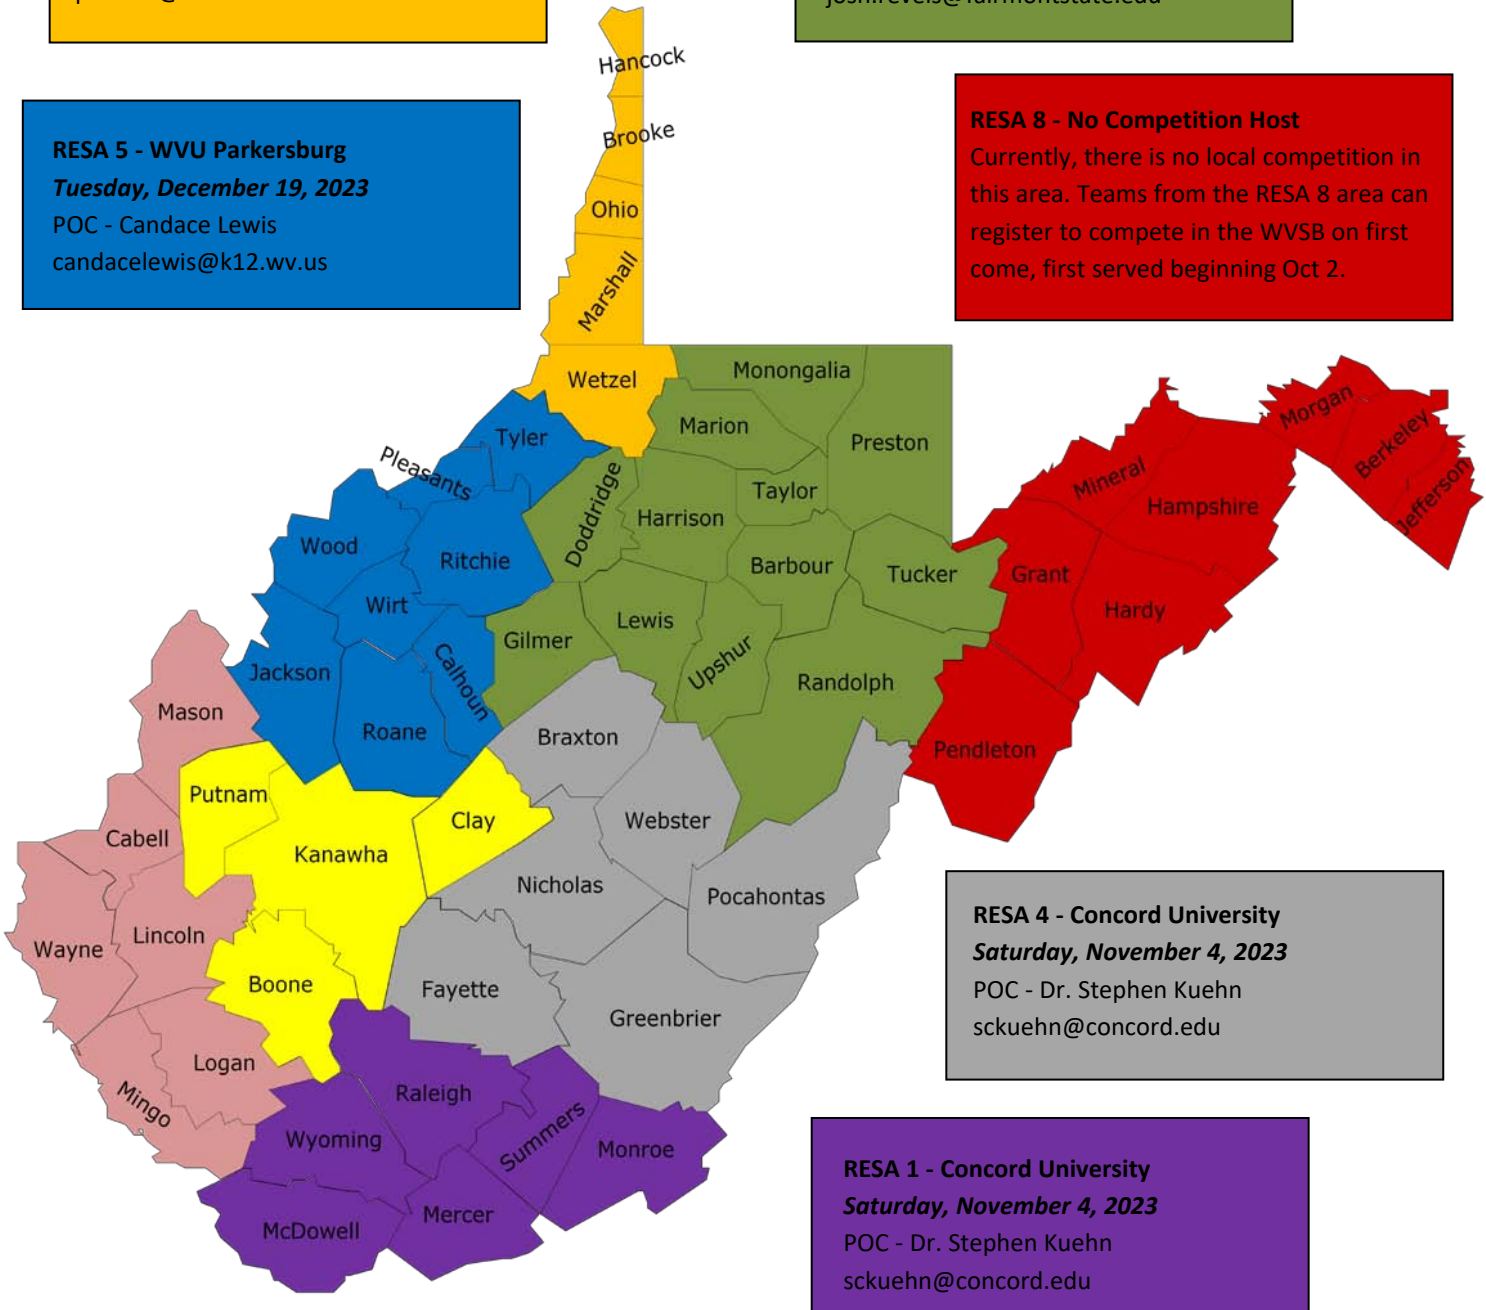 RESA 5 - WVU Parkersburg
Tuesday, December 19, 2023
POC - Candace Lewis
candacelewis@k12.wv.us
RESA 8 - No Competition Host
Currently, there is no local competition in
this area. Teams from the RESA 8 area can
register to compete in the WVSB on first
come, first served beginning Oct 2.
Hancock
Brooke
Ohio
Marshall
Wetzel
Monongalia
Marion
Preston
Tyler
Pleasants
Doddridge
Harrison
Taylor
Wood
Ritchie
Barbour
Tucker
Wirt
Gilmer
Lewis
Upshur
Randolph
Jackson
Calhoun
Roane
Morgan
Berkeley
Jefferson
Mineral
Hampshire
Grant
Hardy
Pendleton
Mason
Putnam
Braxton
Cabell
Kanawha
Clay
Webster
Nicholas
Pocahontas
Wayne
Lincoln
Boone
Fayette
Greenbrier
Logan
Mingo
Raleigh
Wyoming
Summers
Monroe
McDowell
Mercer
RESA 4 - Concord University
Saturday, November 4, 2023
POC - Dr. Stephen Kuehn
sckuehn@concord.edu
RESA 1 - Concord University
Saturday, November 4, 2023
POC - Dr. Stephen Kuehn
sckuehn@concord.edu